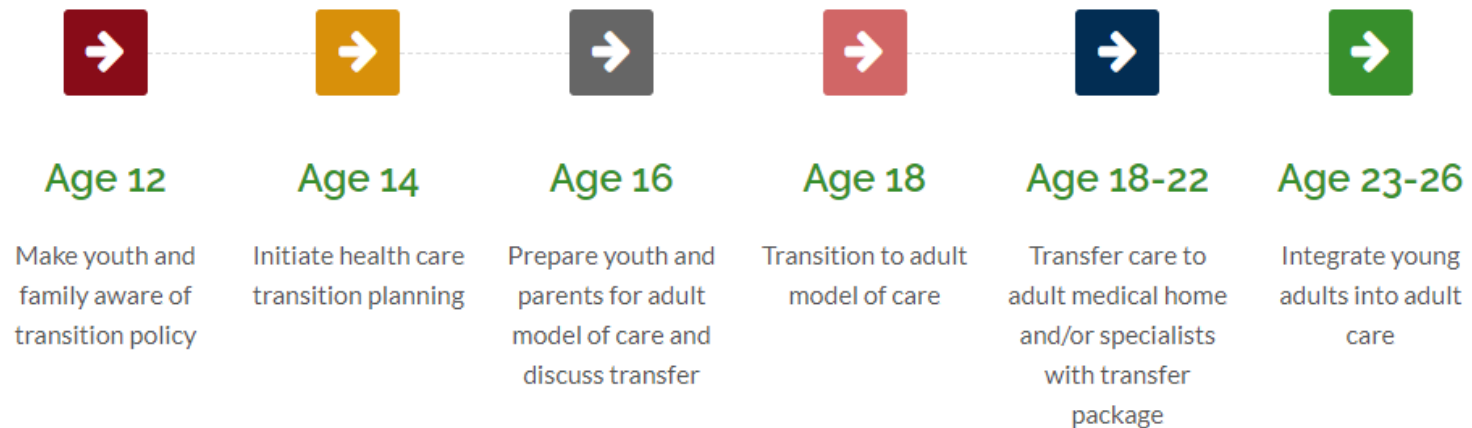 Age 12
Make youth and
family aware of
transition policy
Age 14
Initiate health care
transition planning
Age 16
Prepare youth and
parents for adult
model of care and
discuss transfer
Age 18
Transition to adult
model of care
Age 18-22
Transfer care to
adult medical home
and/or specialists
with transfer
package
Age 23-26
Integrate young
adults into adult
care